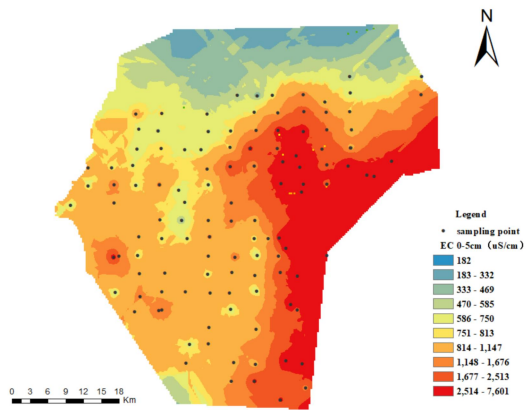 N
Legend
sampling point
EC 0-5cm (uS/cm)
182
183 - 332
333 - 469
470 - 585
586 - 750
751 - 813
814 - 1,147
1,148 - 1,676
1,677 - 2,513
2,514 - 7,601
0 3 6 9 12 15 18
Km